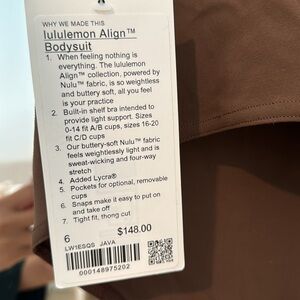 WHY WE MADE THIS
lululemon Align™
Bodysuit
1. When feeling nothing is
everything. The lululemon
Align™ collection, powered by
Nulu™ fabric, is so weightless
and buttery soft, all you feel
is your practice
2. Built-in shelf bra intended to
provide light support. Sizes
0-14 fit A/B cups, sizes 16-20
fit C/D cups
3. Our buttery-soft Nulu™ fabric
feels weightlessly light and is
sweat-wicking and four-way
stretch
4. Added Lycra®
5. Pockets for optional, removable
cups
6. Snaps make it easy to put on
and take off
7. Tight fit, thong cut
6 $148.00
LW1ESQS JAVA
000148975202